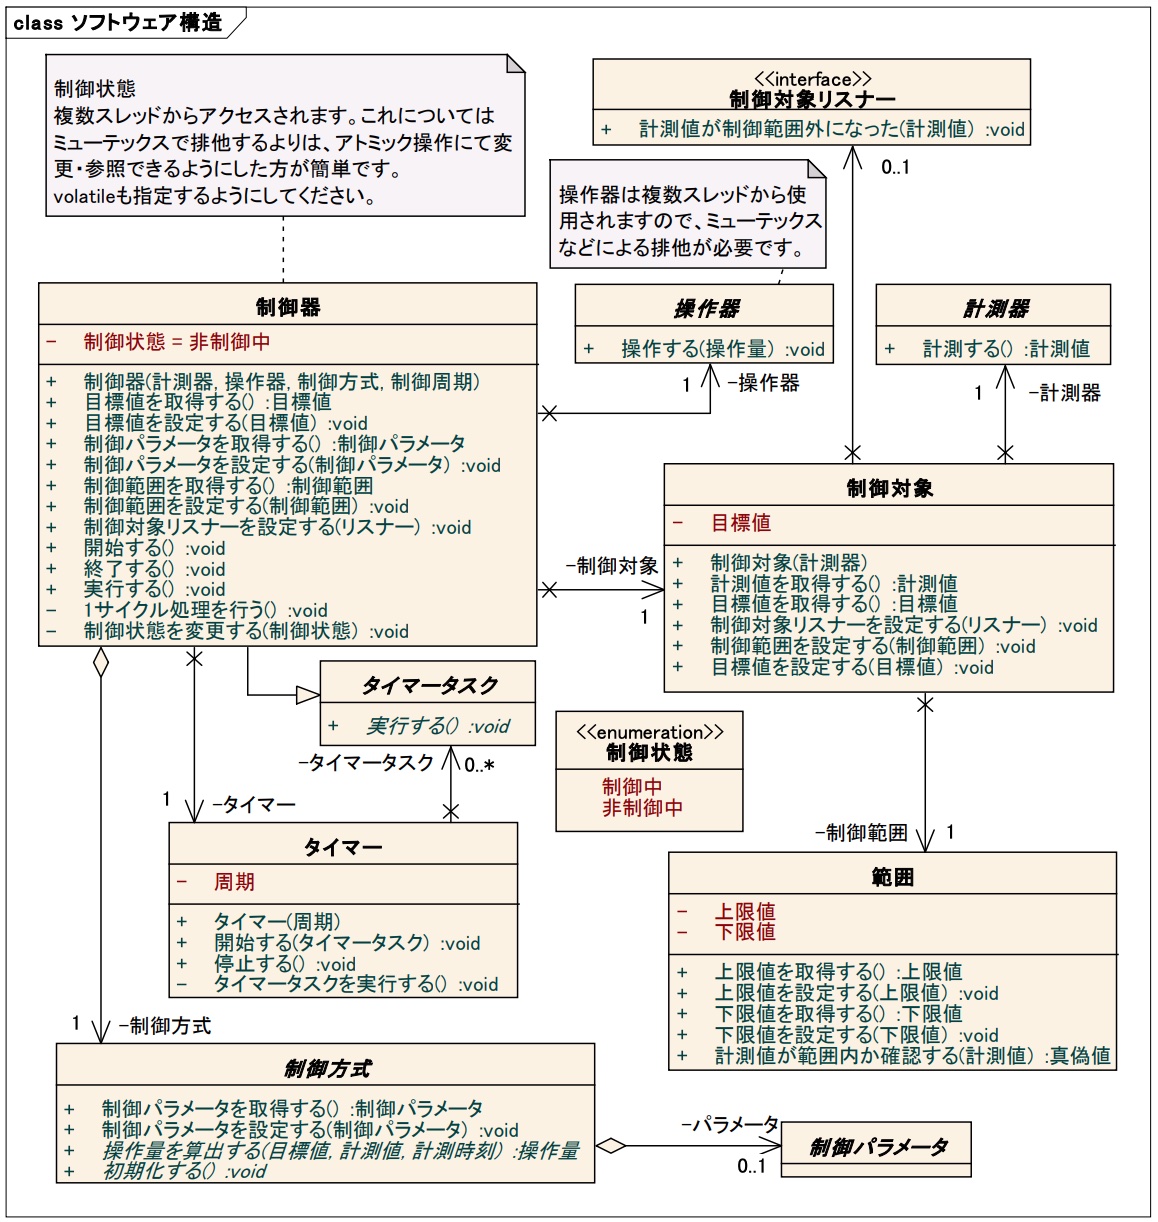 class ソフトウェア構造
制御状態
複数スレッドからアクセスされます。これについては
ミューテックスで排他するよりは、アトミック操作にて変
更・参照できるようにした方が簡単です。
volatileも指定するようにしてください。
<<interface>>
制御対象リスナー
+ 計測値が制御範囲外になった(計測値) :void
0..1
操作器は複数スレッドから使
用されますので、ミューテックス
などによる排他が必要です。
制御器
- 制御状態 = 非制御中
+ 制御器(計測器, 操作器, 制御方式, 制御周期)
+ 目標値を取得する() :目標値
+ 目標値を設定する(目標値) :void
+ 制御パラメータを取得する() :制御パラメータ
+ 制御パラメータを設定する(制御パラメータ) :void
+ 制御範囲を取得する() :制御範囲
+ 制御範囲を設定する(制御範囲) :void
+ 制御対象リスナーを設定する(リスナー) :void
+ 開始する() :void
+ 終了する() :void
+ 実行する() :void
- 1サイクル処理を行う() :void
- 制御状態を変更する(制御状態) :void
操作器
+ 操作する(操作量) :void
1 -操作器
計測器
+ 計測する() :計測値
1 -計測器
-制御対象
1
制御対象
- 目標値
+ 制御対象(計測器)
+ 計測値を取得する() :計測値
+ 目標値を取得する() :目標値
+ 制御対象リスナーを設定する(リスナー) :void
+ 制御範囲を設定する(制御範囲) :void
+ 目標値を設定する(目標値) :void
タイマータスク
+ 実行する() :void
-タイマータスク 0..*
<<enumeration>>
制御状態
制御中
非制御中
1 -タイマー
タイマー
- 周期
+ タイマー(周期)
+ 開始する(タイマータスク) :void
+ 停止する() :void
- タイマータスクを実行する() :void
-制御範囲 1
範囲
- 上限値
- 下限値
+ 上限値を取得する() :上限値
+ 上限値を設定する(上限値) :void
+ 下限値を取得する() :下限値
+ 下限値を設定する(下限値) :void
+ 計測値が範囲内か確認する(計測値) :真偽値
1 -制御方式
制御方式
+ 制御パラメータを取得する() :制御パラメータ
+ 制御パラメータを設定する(制御パラメータ) :void
+ 操作量を算出する(目標値, 計測値, 計測時刻) :操作量
+ 初期化する() :void
-パラメータ
0..1
制御パラメータ